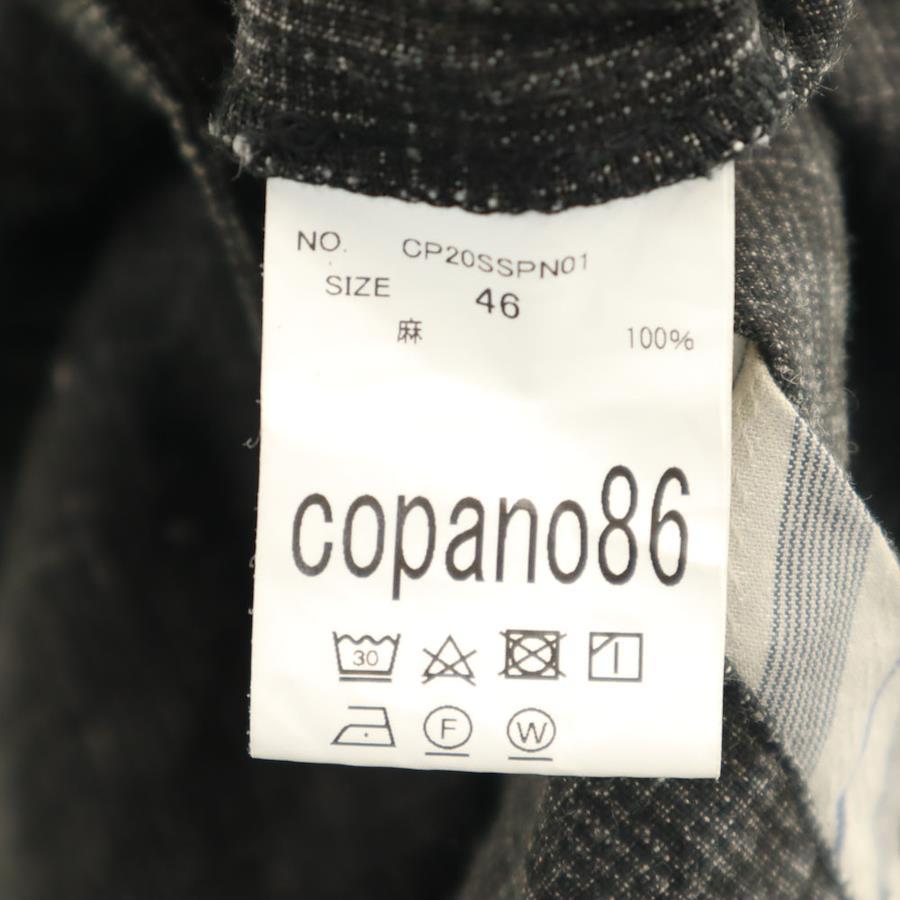 NO. CP20SSPN01
SIZE 46
麻 100%
copano86
30
F W